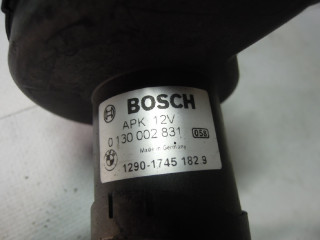 BOSCH
APK 12V
0 130 002 831 058
Made in Germany
1290-1745 182.9